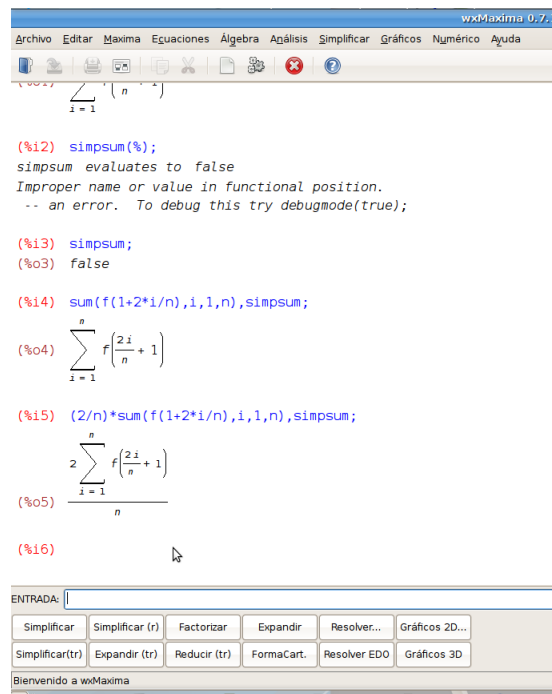 wxMaxima 0.7.
Archivo Editar Maxima Ecuaciones Álgebra Análisis Simplificar Gráficos Numérico Ayuda
i = 1
n
(%i2) simpsum(%);
simpsum evaluates to false
Improper name or value in functional position.
-- an error. To debug this try debugmode(true);
(%i3) simpsum;
(%o3) false
(%i4) sum(f(1+2*i/n),i,1,n),simpsum;
(%o4) ∑_{i = 1}^{n} f(2 i / n + 1)
(%i5) (2/n)*sum(f(1+2*i/n),i,1,n),simpsum;
(%o5) 2 ∑_{i = 1}^{n} f(2 i / n + 1) / n
(%i6)
ENTRADA:
Simplificar Simplificar (r) Factorizar Expandir Resolver... Gráficos 2D...
Simplificar(tr) Expandir (tr) Reducir (tr) FormaCart. Resolver EDO Gráficos 3D
Bienvenido a wxMaxima